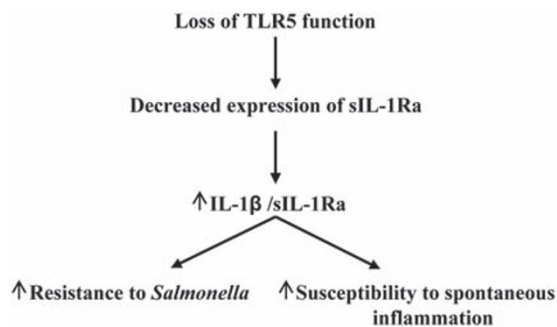 Loss of TLR5 function
Decreased expression of sIL-1Ra
↑IL-1β /sIL-1Ra
↑Resistance to Salmonella
↑Susceptibility to spontaneous
inflammation